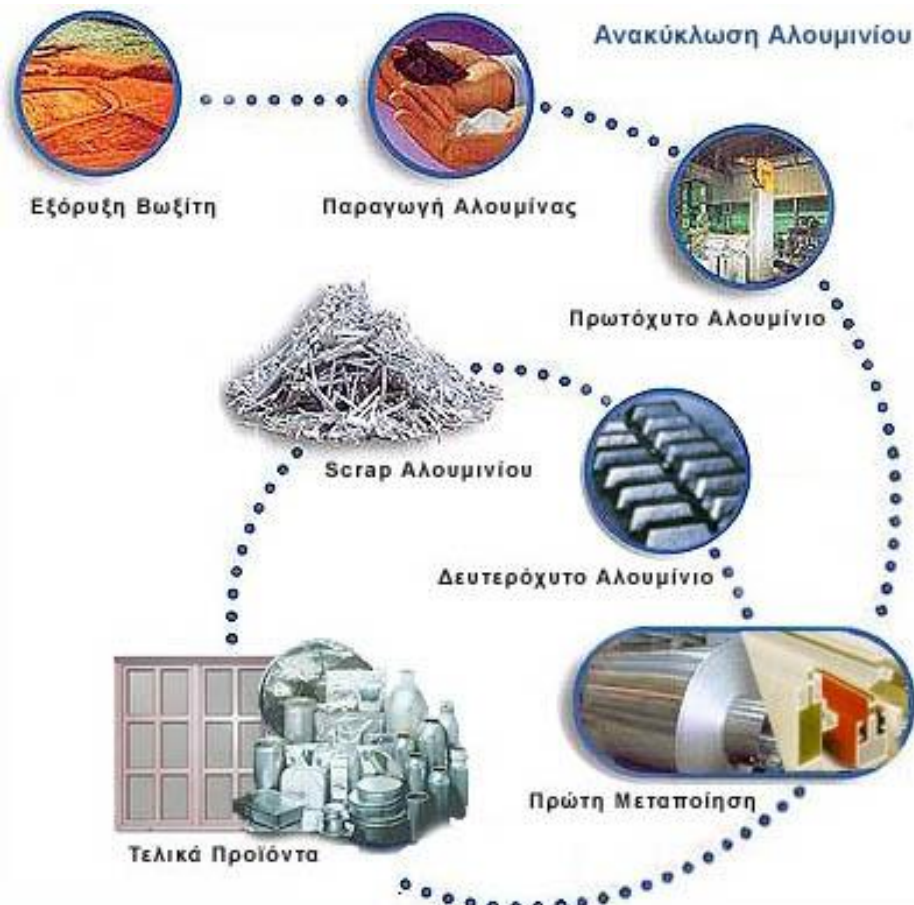 Ανακύκλωση Αλουμινίου
Εξόρυξη Βωξίτη
Παραγωγή Αλουμίνας
Πρωτόχυτο Αλουμίνιο
Scrap Αλουμινίου
Δευτερόχυτο Αλουμίνιο
Πρώτη Μεταποίηση
Τελικά Προϊόντα